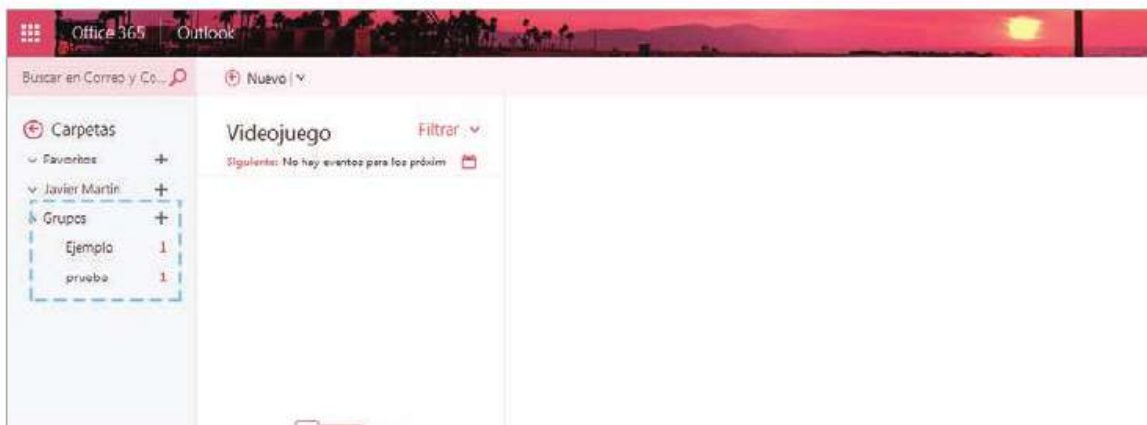 Office 365 Outlook
Buscar en Correo y Co...
Nuevo
Carpetas
Favoritos
Javier Martin
Grupos
Ejemplo 1
prueba 1
Videojuego Filtrar
Siguiente: No hay eventos para los próxim